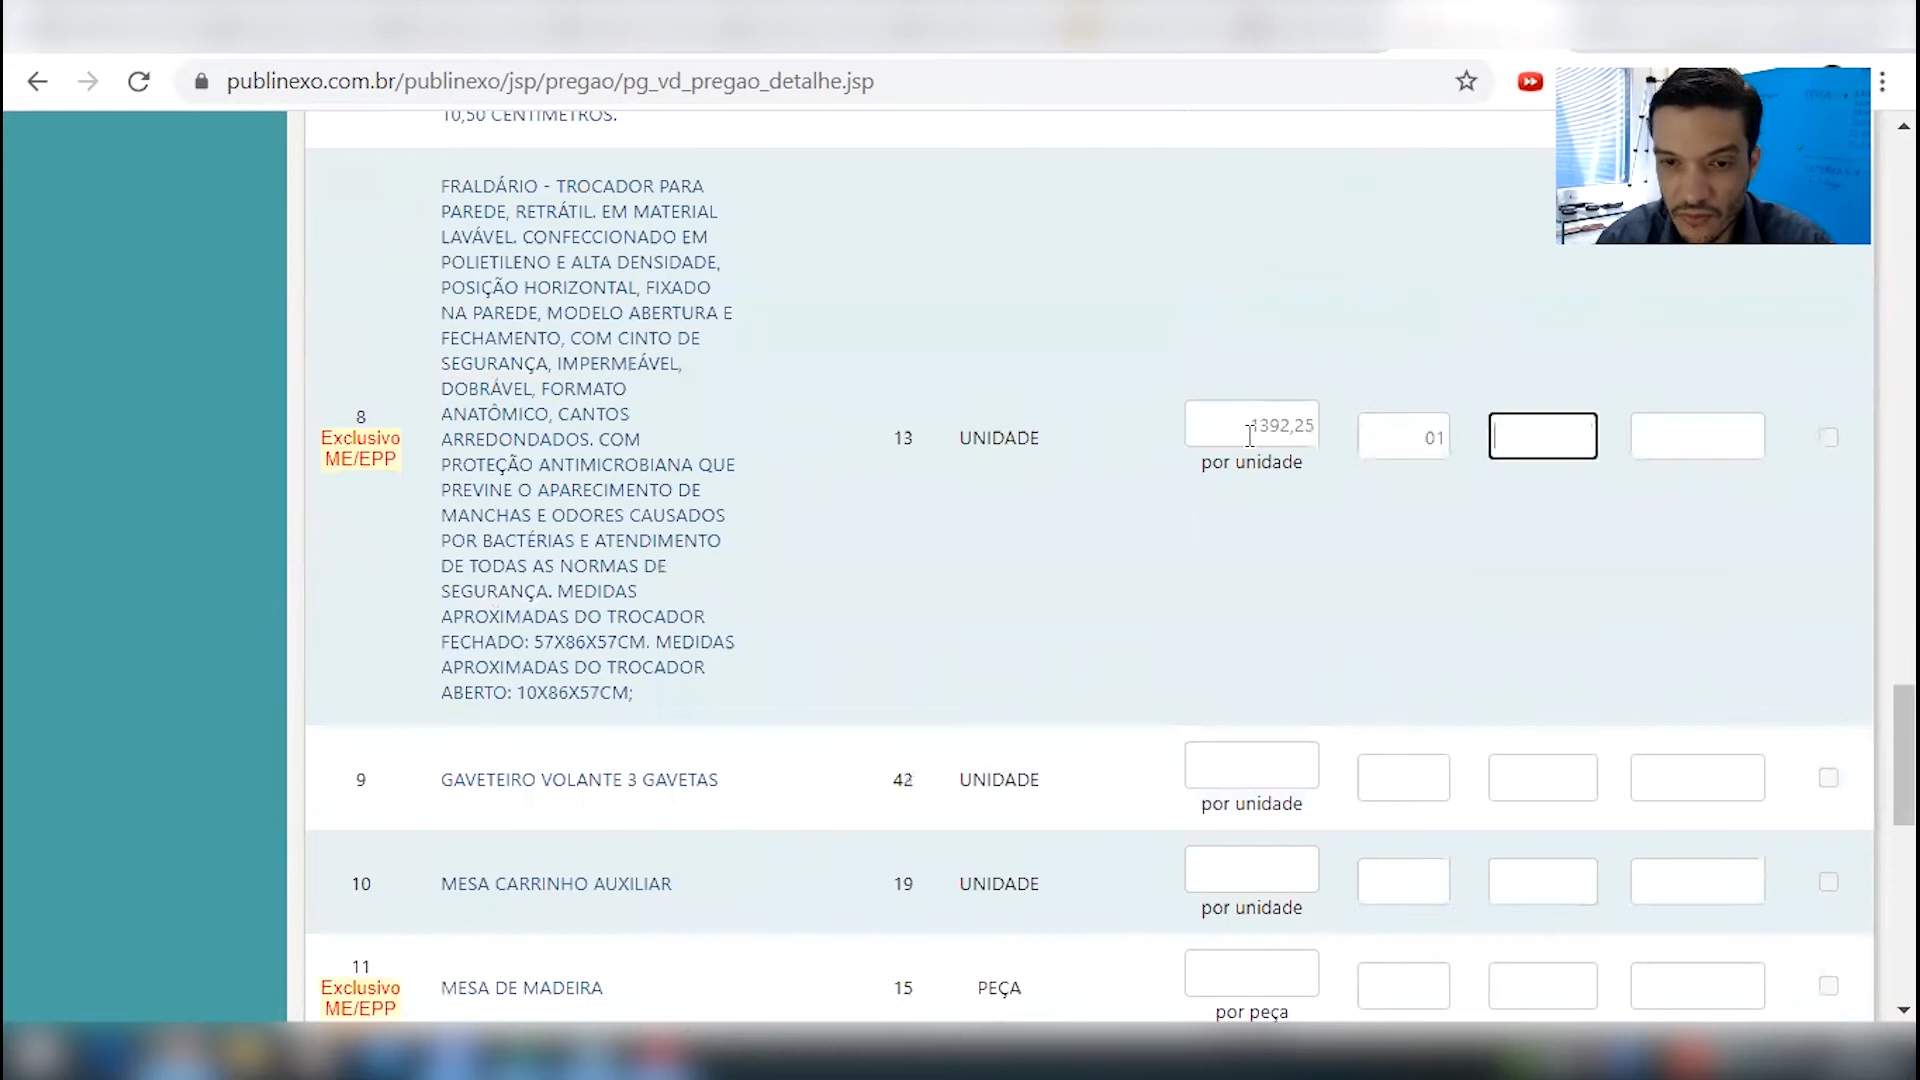 publinexo.com.br/publinexo/jsp/pregao/pg_vd_pregao_detalhe.jsp
10,50 CENTIMETROS.
8
Exclusivo
ME/EPP
FRALDÁRIO - TROCADOR PARA
PAREDE, RETRÁTIL. EM MATERIAL
LAVÁVEL. CONFECCIONADO EM
POLIETILENO E ALTA DENSIDADE,
POSIÇÃO HORIZONTAL, FIXADO
NA PAREDE, MODELO ABERTURA E
FECHAMENTO, COM CINTO DE
SEGURANÇA, IMPERMEÁVEL,
DOBRÁVEL, FORMATO
ANATÔMICO, CANTOS
ARREDONDADOS. COM
PROTEÇÃO ANTIMICROBIANA QUE
PREVINE O APARECIMENTO DE
MANCHAS E ODORES CAUSADOS
POR BACTÉRIAS E ATENDIMENTO
DE TODAS AS NORMAS DE
SEGURANÇA. MEDIDAS
APROXIMADAS DO TROCADOR
FECHADO: 57X86X57CM. MEDIDAS
APROXIMADAS DO TROCADOR
ABERTO: 10X86X57CM;
13 UNIDADE 1392,25 01
por unidade
9 GAVETEIRO VOLANTE 3 GAVETAS 42 UNIDADE
por unidade
10 MESA CARRINHO AUXILIAR 19 UNIDADE
por unidade
11
Exclusivo
ME/EPP
MESA DE MADEIRA 15 PEÇA
por peça